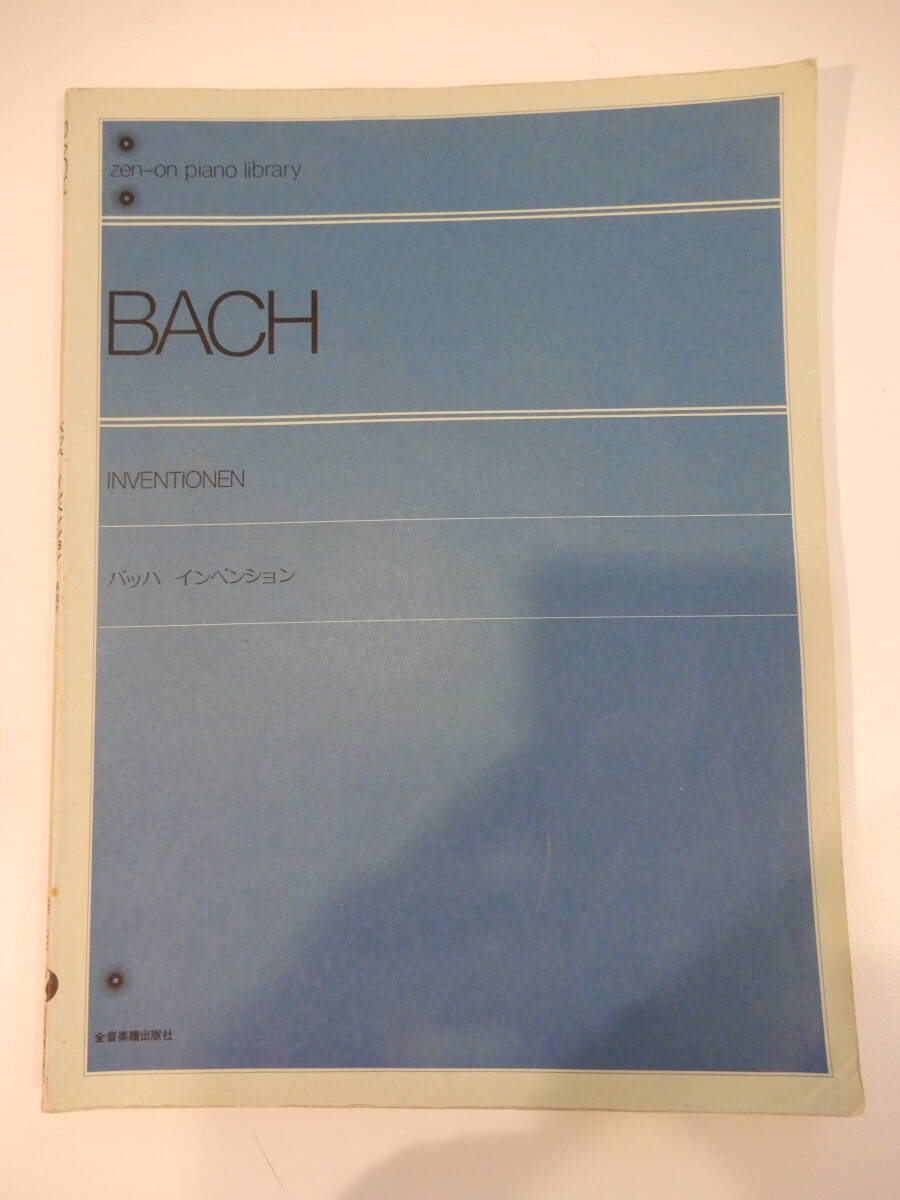 zen-on piano library
BACH
INVENTIONEN
バッハ インベンション
全音楽譜出版社